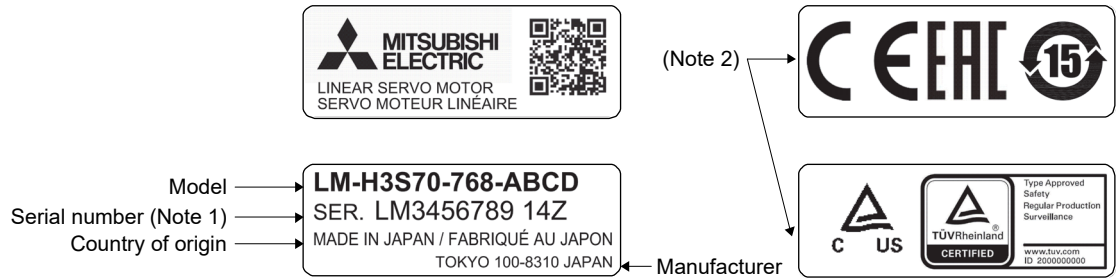 MITSUBISHI
ELECTRIC
LINEAR SERVO MOTOR
SERVO MOTEUR LINÉAIRE
(Note 2)
CE EAC 15
Model
LM-H3S70-768-ABCD
Serial number (Note 1)
SER. LM3456789 14Z
Country of origin
MADE IN JAPAN / FABRIQUÉ AU JAPON
TOKYO 100-8310 JAPAN
Manufacturer
C US
TÜVRheinland ®
CERTIFIED
Type Approved
Safety
Regular Production
Surveillance
www.tuv.com
ID 2000000000